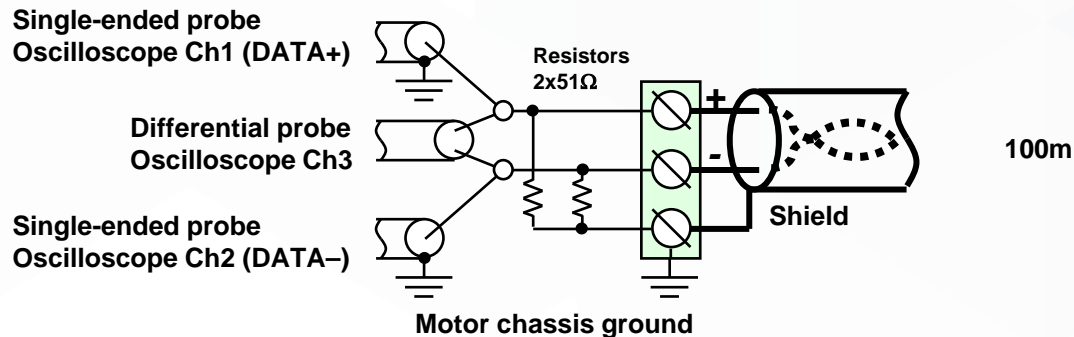 Single-ended probe
Oscilloscope Ch1 (DATA+)
Resistors
2x51Ω
+
Differential probe
Oscilloscope Ch3
-
100m
Single-ended probe
Oscilloscope Ch2 (DATA–)
Shield
Motor chassis ground